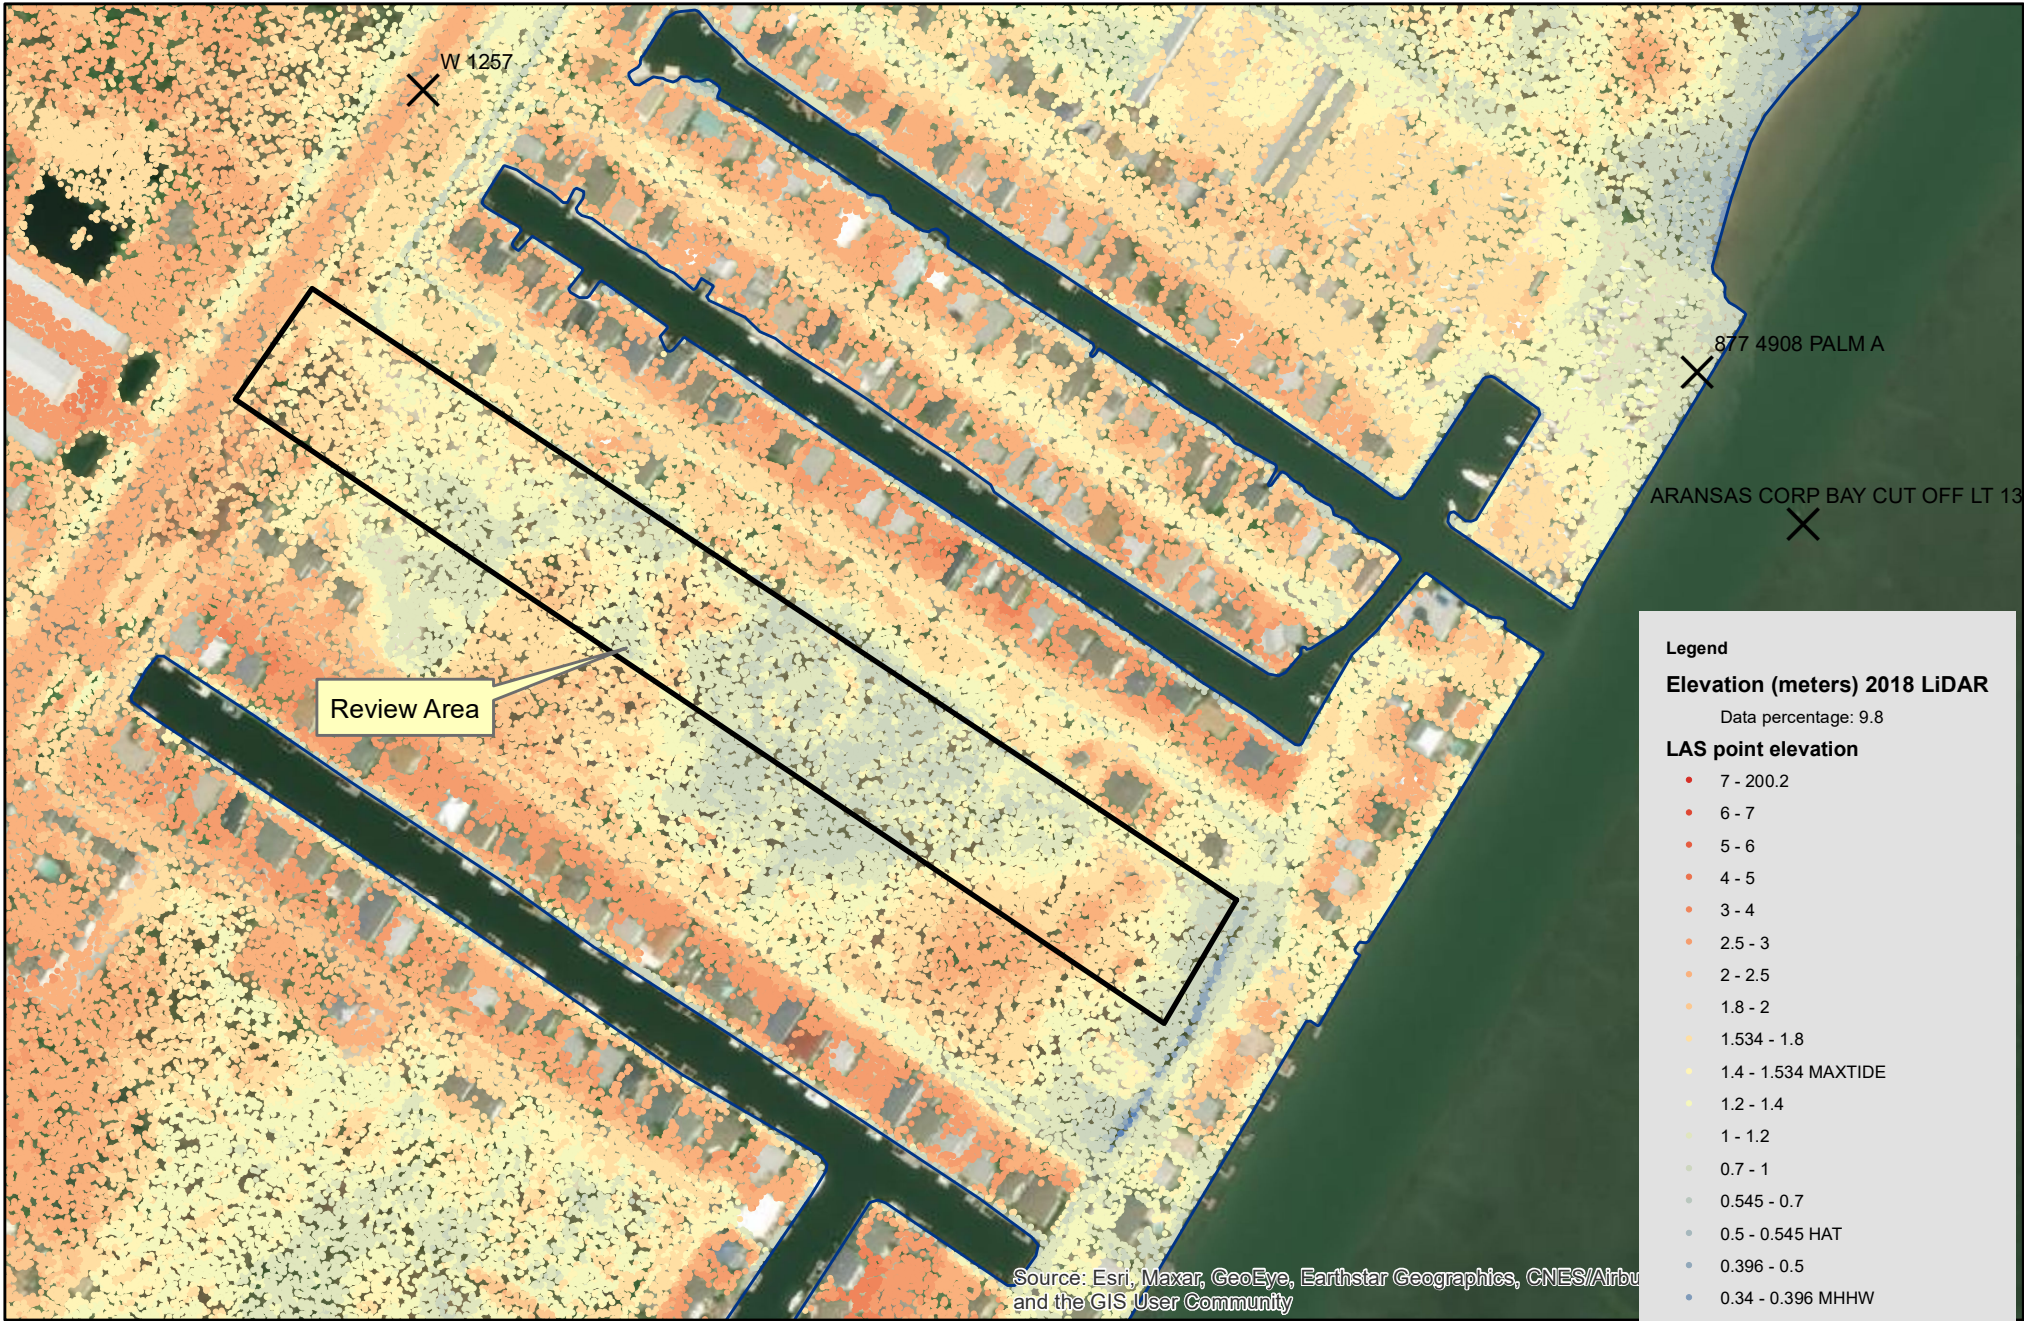 W 1257
877 4908 PALM A
ARANSAS CORP BAY CUT OFF LT 13
Review Area
Legend
Elevation (meters) 2018 LiDAR
Data percentage: 9.8
LAS point elevation
7 - 200.2
6 - 7
5 - 6
4 - 5
3 - 4
2.5 - 3
2 - 2.5
1.8 - 2
1.534 - 1.8
1.4 - 1.534 MAXTIDE
1.2 - 1.4
1 - 1.2
0.7 - 1
0.545 - 0.7
0.5 - 0.545 HAT
0.396 - 0.5
0.34 - 0.396 MHHW
Source: Esri, Maxar, GeoEye, Earthstar Geographics, CNES/Airbu
and the GIS User Community